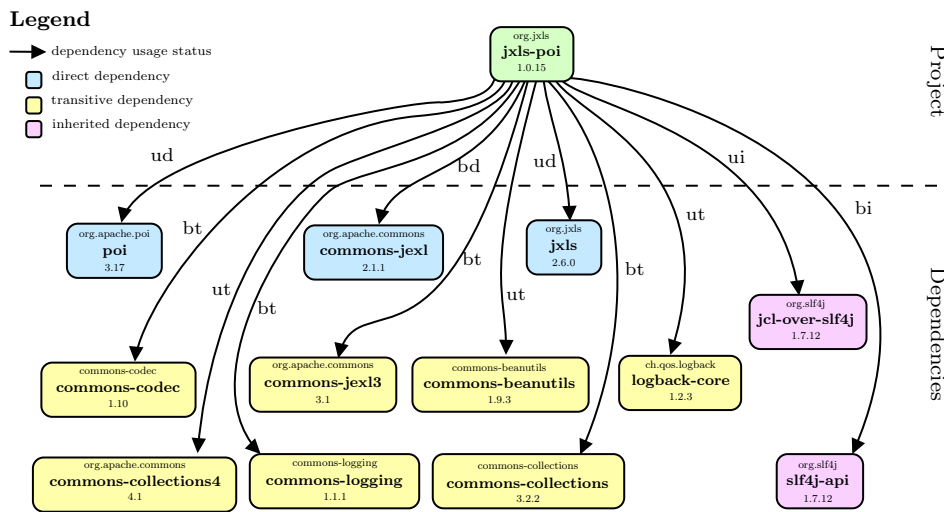 Legend
dependency usage status
direct dependency
transitive dependency
inherited dependency
org.jxls
jxls-poi
1.0.15
Project
ud
bd
ud
ui
bi
bt
ut
bt
bt
ut
bt
ut
org.apache.poi
poi
3.17
org.apache.commons
commons-jexl
2.1.1
org.jxls
jxls
2.6.0
org.slf4j
jcl-over-slf4j
1.7.12
Dependencies
commons-codec
commons-codec
1.10
org.apache.commons
commons-jexl3
3.1
commons-beanutils
commons-beanutils
1.9.3
ch.qos.logback
logback-core
1.2.3
org.apache.commons
commons-collections4
4.1
commons-logging
commons-logging
1.1.1
commons-collections
commons-collections
3.2.2
org.slf4j
slf4j-api
1.7.12